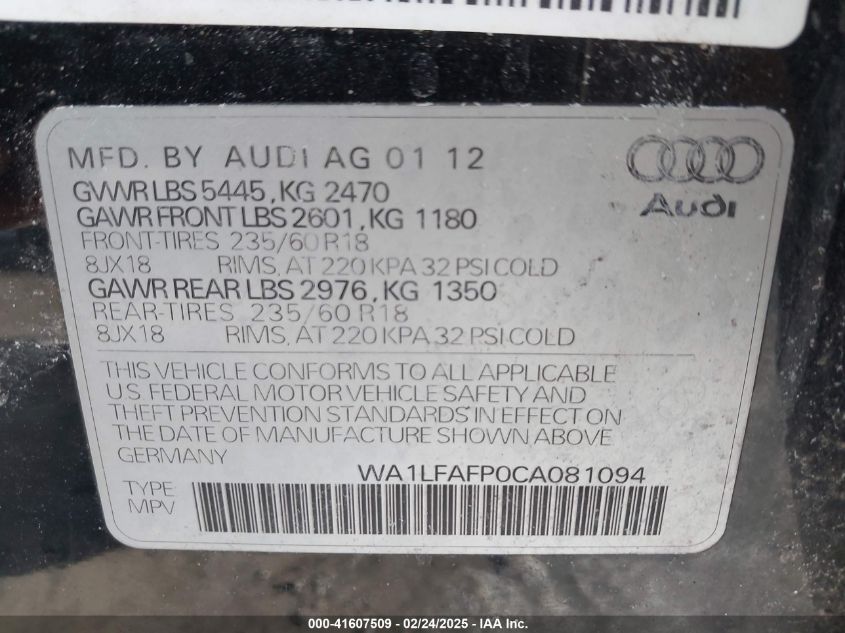 MFD. BY AUDI AG 01 12
GVWR LBS 5445, KG 2470
GAWR FRONT LBS 2601, KG 1180
FRONT-TIRES 235/60 R18
8JX18 RIMS, AT 220 KPA 32 PSI COLD
GAWR REAR LBS 2976, KG 1350
REAR-TIRES 235/60 R18
8JX18 RIMS, AT 220 KPA 32 PSI COLD
Audi
THIS VEHICLE CONFORMS TO ALL APPLICABLE
U.S. FEDERAL MOTOR VEHICLE SAFETY AND
THEFT PREVENTION STANDARDS IN EFFECT ON
THE DATE OF MANUFACTURE SHOWN ABOVE
GERMANY
WA1LFAFP0CA081094
TYPE
MPV
000-41607509 - 02/24/2025 - IAA Inc.